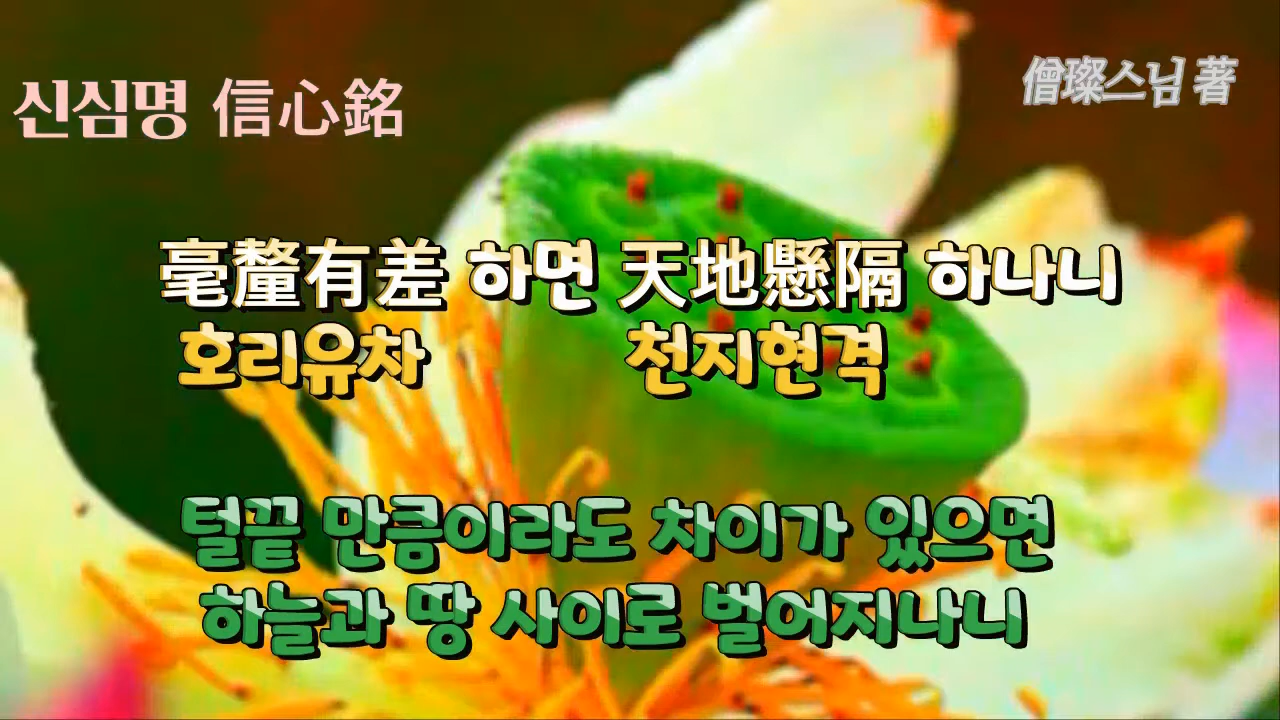 신심명 信心銘
僧璨스님 著
毫釐有差 하면 天地懸隔 하나니
호리유차 천지현격
털끝 만큼이라도 차이가 있으면
하늘과 땅 사이로 벌어지나니